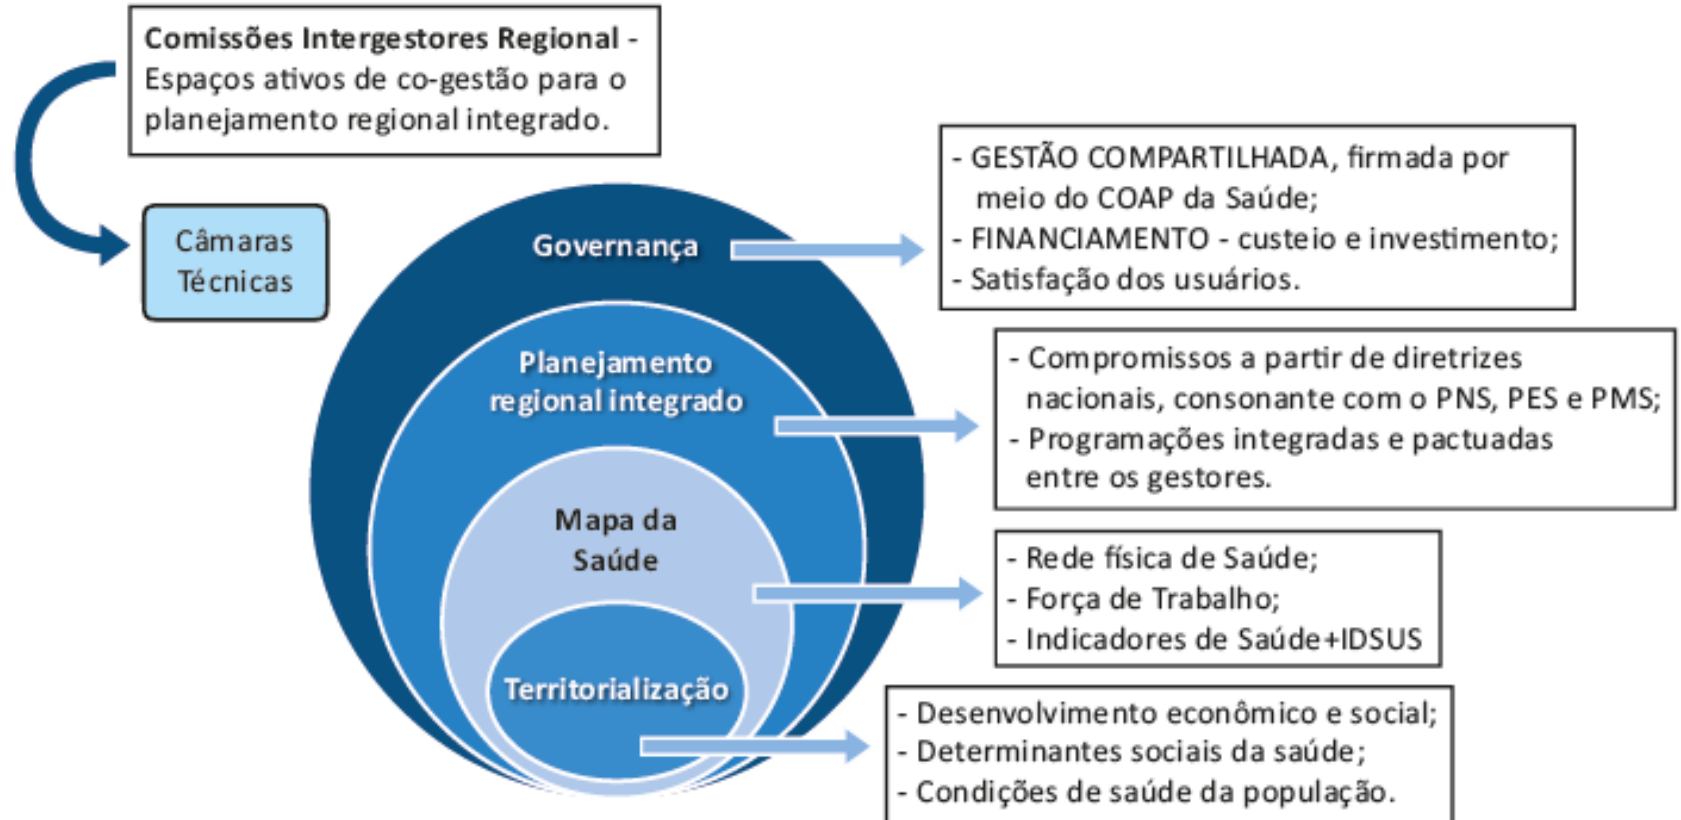 Comissões Intergestores Regional -
Espaços ativos de co-gestão para o
planejamento regional integrado.
Câmaras
Técnicas
Governança
- GESTÃO COMPARTILHADA, firmada por
meio do COAP da Saúde;
- FINANCIAMENTO - custeio e investimento;
- Satisfação dos usuários.
Planejamento
regional integrado
- Compromissos a partir de diretrizes
nacionais, consonante com o PNS, PES e PMS;
- Programações integradas e pactuadas
entre os gestores.
Mapa da
Saúde
- Rede física de Saúde;
- Força de Trabalho;
- Indicadores de Saúde+IDSUS
Territorialização
- Desenvolvimento econômico e social;
- Determinantes sociais da saúde;
- Condições de saúde da população.